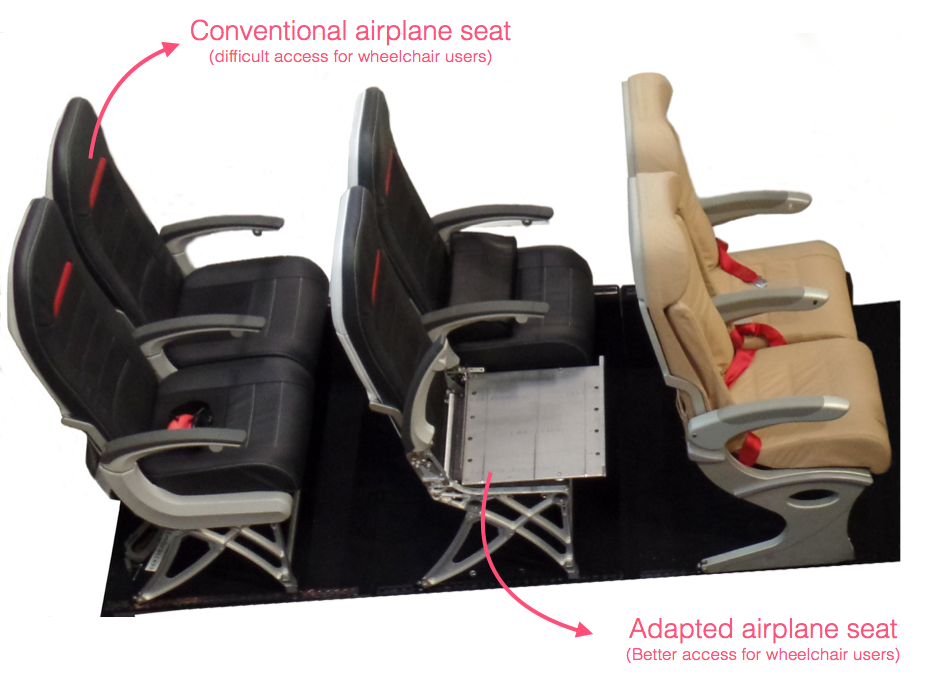 Conventional airplane seat
(difficult access for wheelchair users)
Adapted airplane seat
(Better access for wheelchair users)